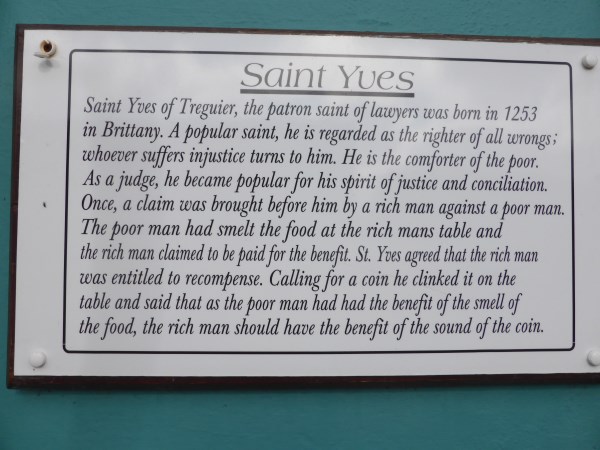 Saint Yves
Saint Yves of Treguier, the patron saint of lawyers was born in 1253
in Brittany. A popular saint, he is regarded as the righter of all wrongs;
whoever suffers injustice turns to him. He is the comforter of the poor.
As a judge, he became popular for his spirit of justice and conciliation.
Once, a claim was brought before him by a rich man against a poor man.
The poor man had smelt the food at the rich mans table and
the rich man claimed to be paid for the benefit. St. Yves agreed that the rich man
was entitled to recompense. Calling for a coin he clinked it on the
table and said that as the poor man had had the benefit of the smell of
the food, the rich man should have the benefit of the sound of the coin.